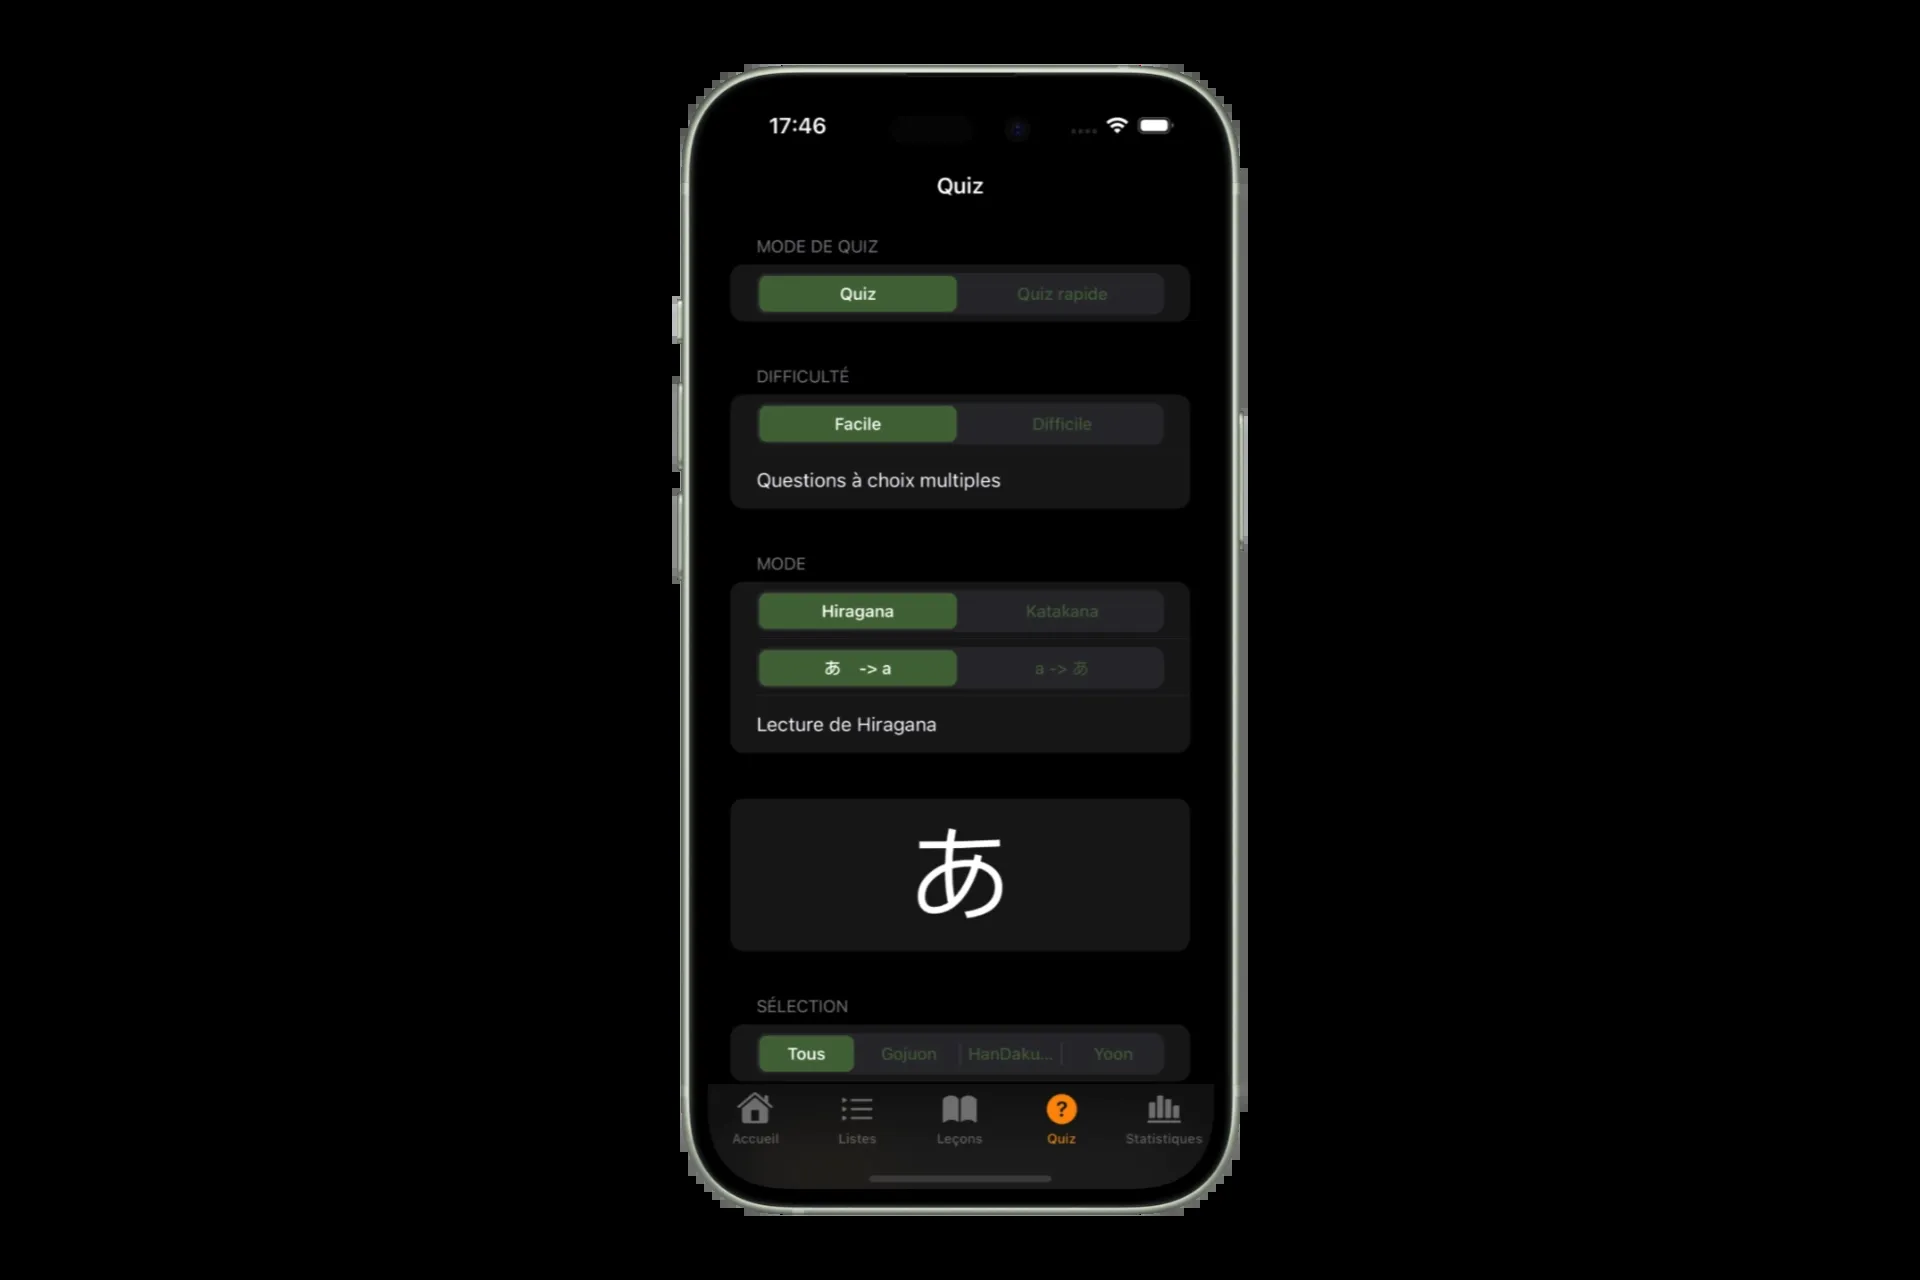 17:46
Quiz
MODE DE QUIZ
Quiz Quiz rapide
DIFFICULTÉ
Facile Difficile
Questions à choix multiples
MODE
Hiragana Katakana
あ -> a a -> あ
Lecture de Hiragana
あ
SÉLECTION
Tous Gojuon HanDaku... Yoon
Accueil Listes Leçons Quiz Statistiques